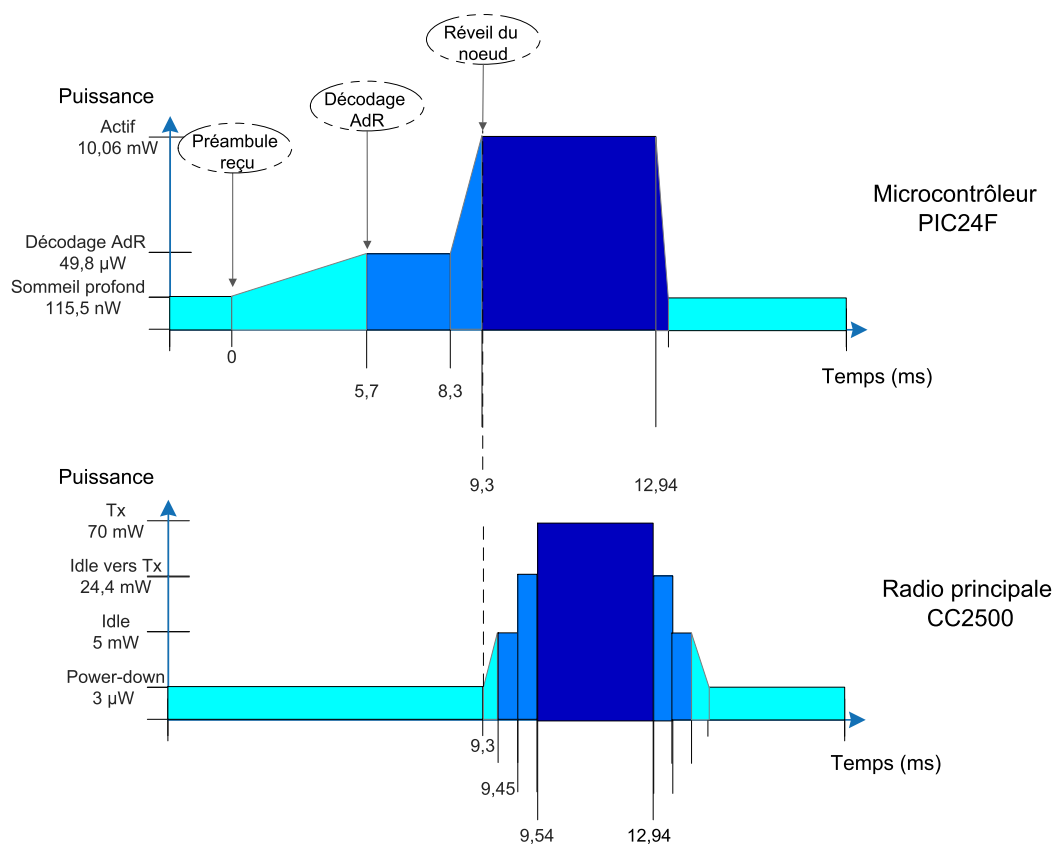 Réveil du
noeud
Décodage
AdR
Préambule
reçu
Puissance
Actif
10,06 mW
Décodage AdR
49,8 µW
Sommeil profond
115,5 nW
Microcontrôleur
PIC24F
0
5,7
8,3
Temps (ms)
9,3
12,94
Puissance
Tx
70 mW
Idle vers Tx
24,4 mW
Idle
5 mW
Power-down
3 µW
Radio principale
CC2500
9,3
9,45
9,54
12,94
Temps (ms)